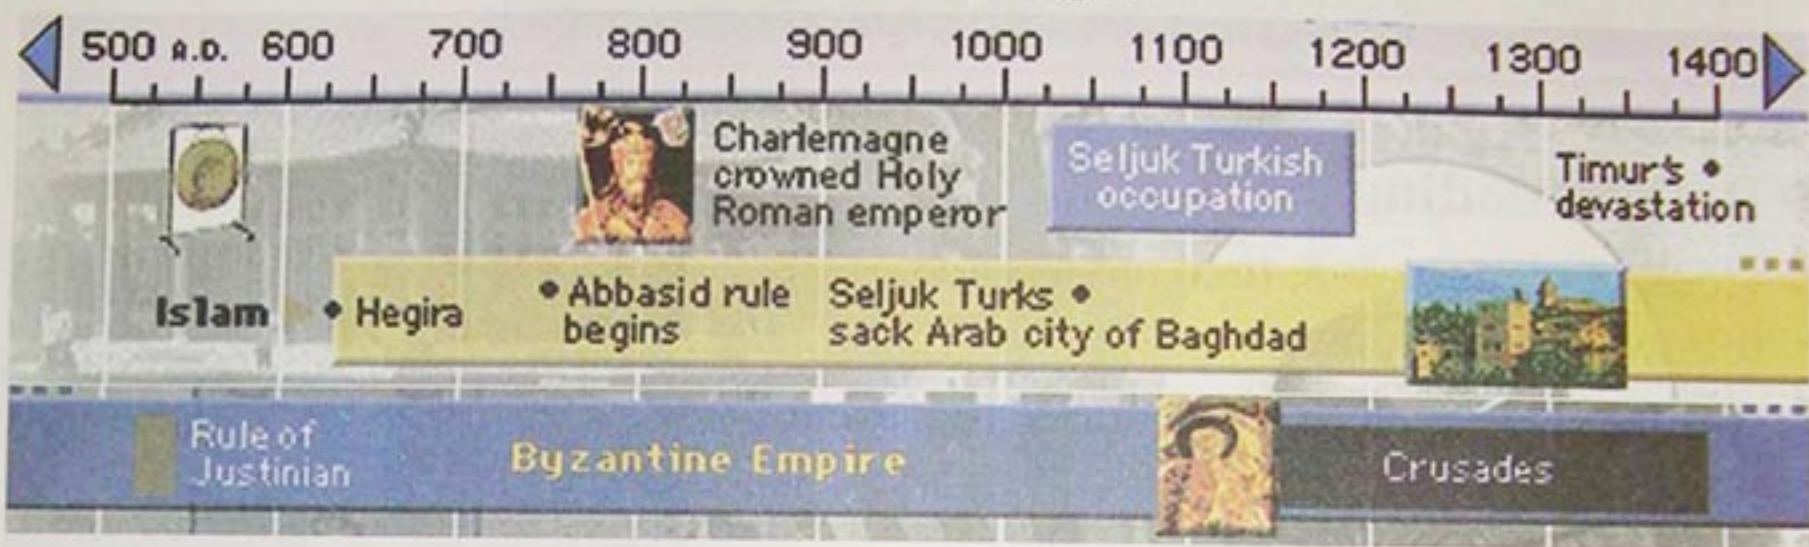 500 A.D. 600 700 800 900 1000 1100 1200 1300 1400
Charlemagne
crowned Holy
Roman emperor
Seljuk Turkish
occupation
Timur's
devastation
Islam
Hegira
Abbasid rule
begins
Seljuk Turks
sack Arab city of Baghdad
Rule of
Justinian
Byzantine Empire
Crusades